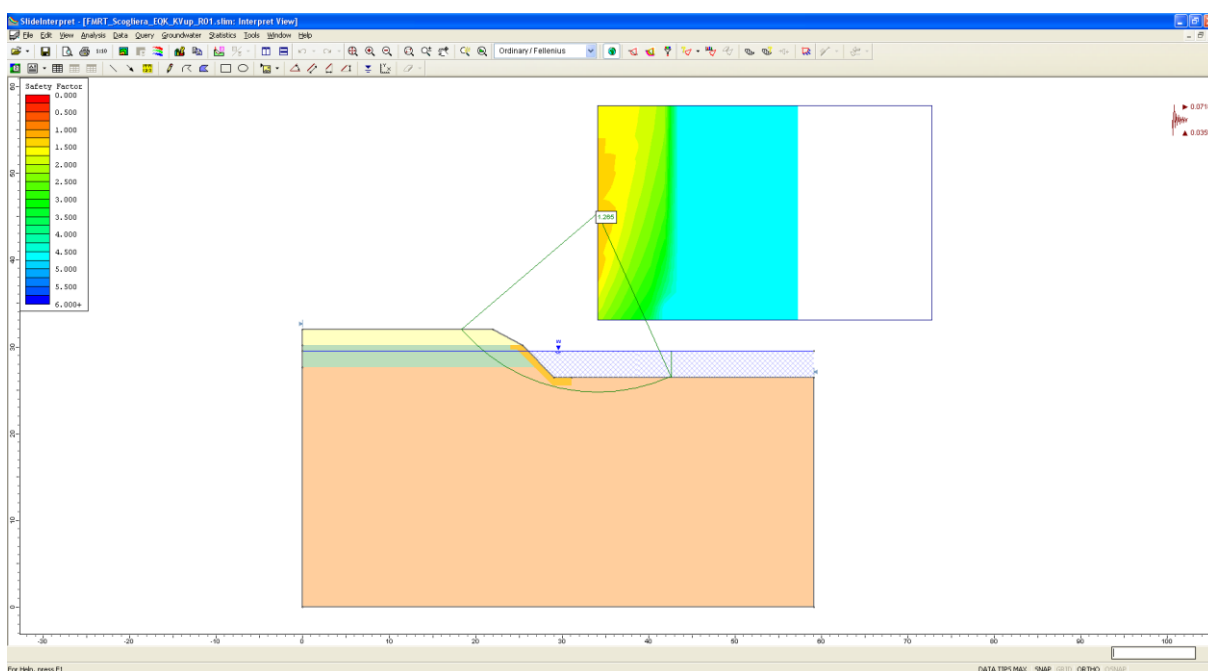 SlideInterpret - [FMRT_Scogliera_EQK_KVup_R01.slim: Interpret View]
File Edit View Analysis Data Query Groundwater Statistics Tools Window Help
Ordinary/Fellenius
Safety Factor
0.000
0.500
1.000
1.500
2.000
2.500
3.000
3.500
4.000
4.500
5.000
5.500
6.000+
0.071
0.035
1.265
W
60
50
40
30
20
10
0
-30 -20 -10 0 10 20 30 40 50 60 70 80 90 100
For Help, press F1
DATA TIPS MAX SNAP GRID ORTHO OSNAP